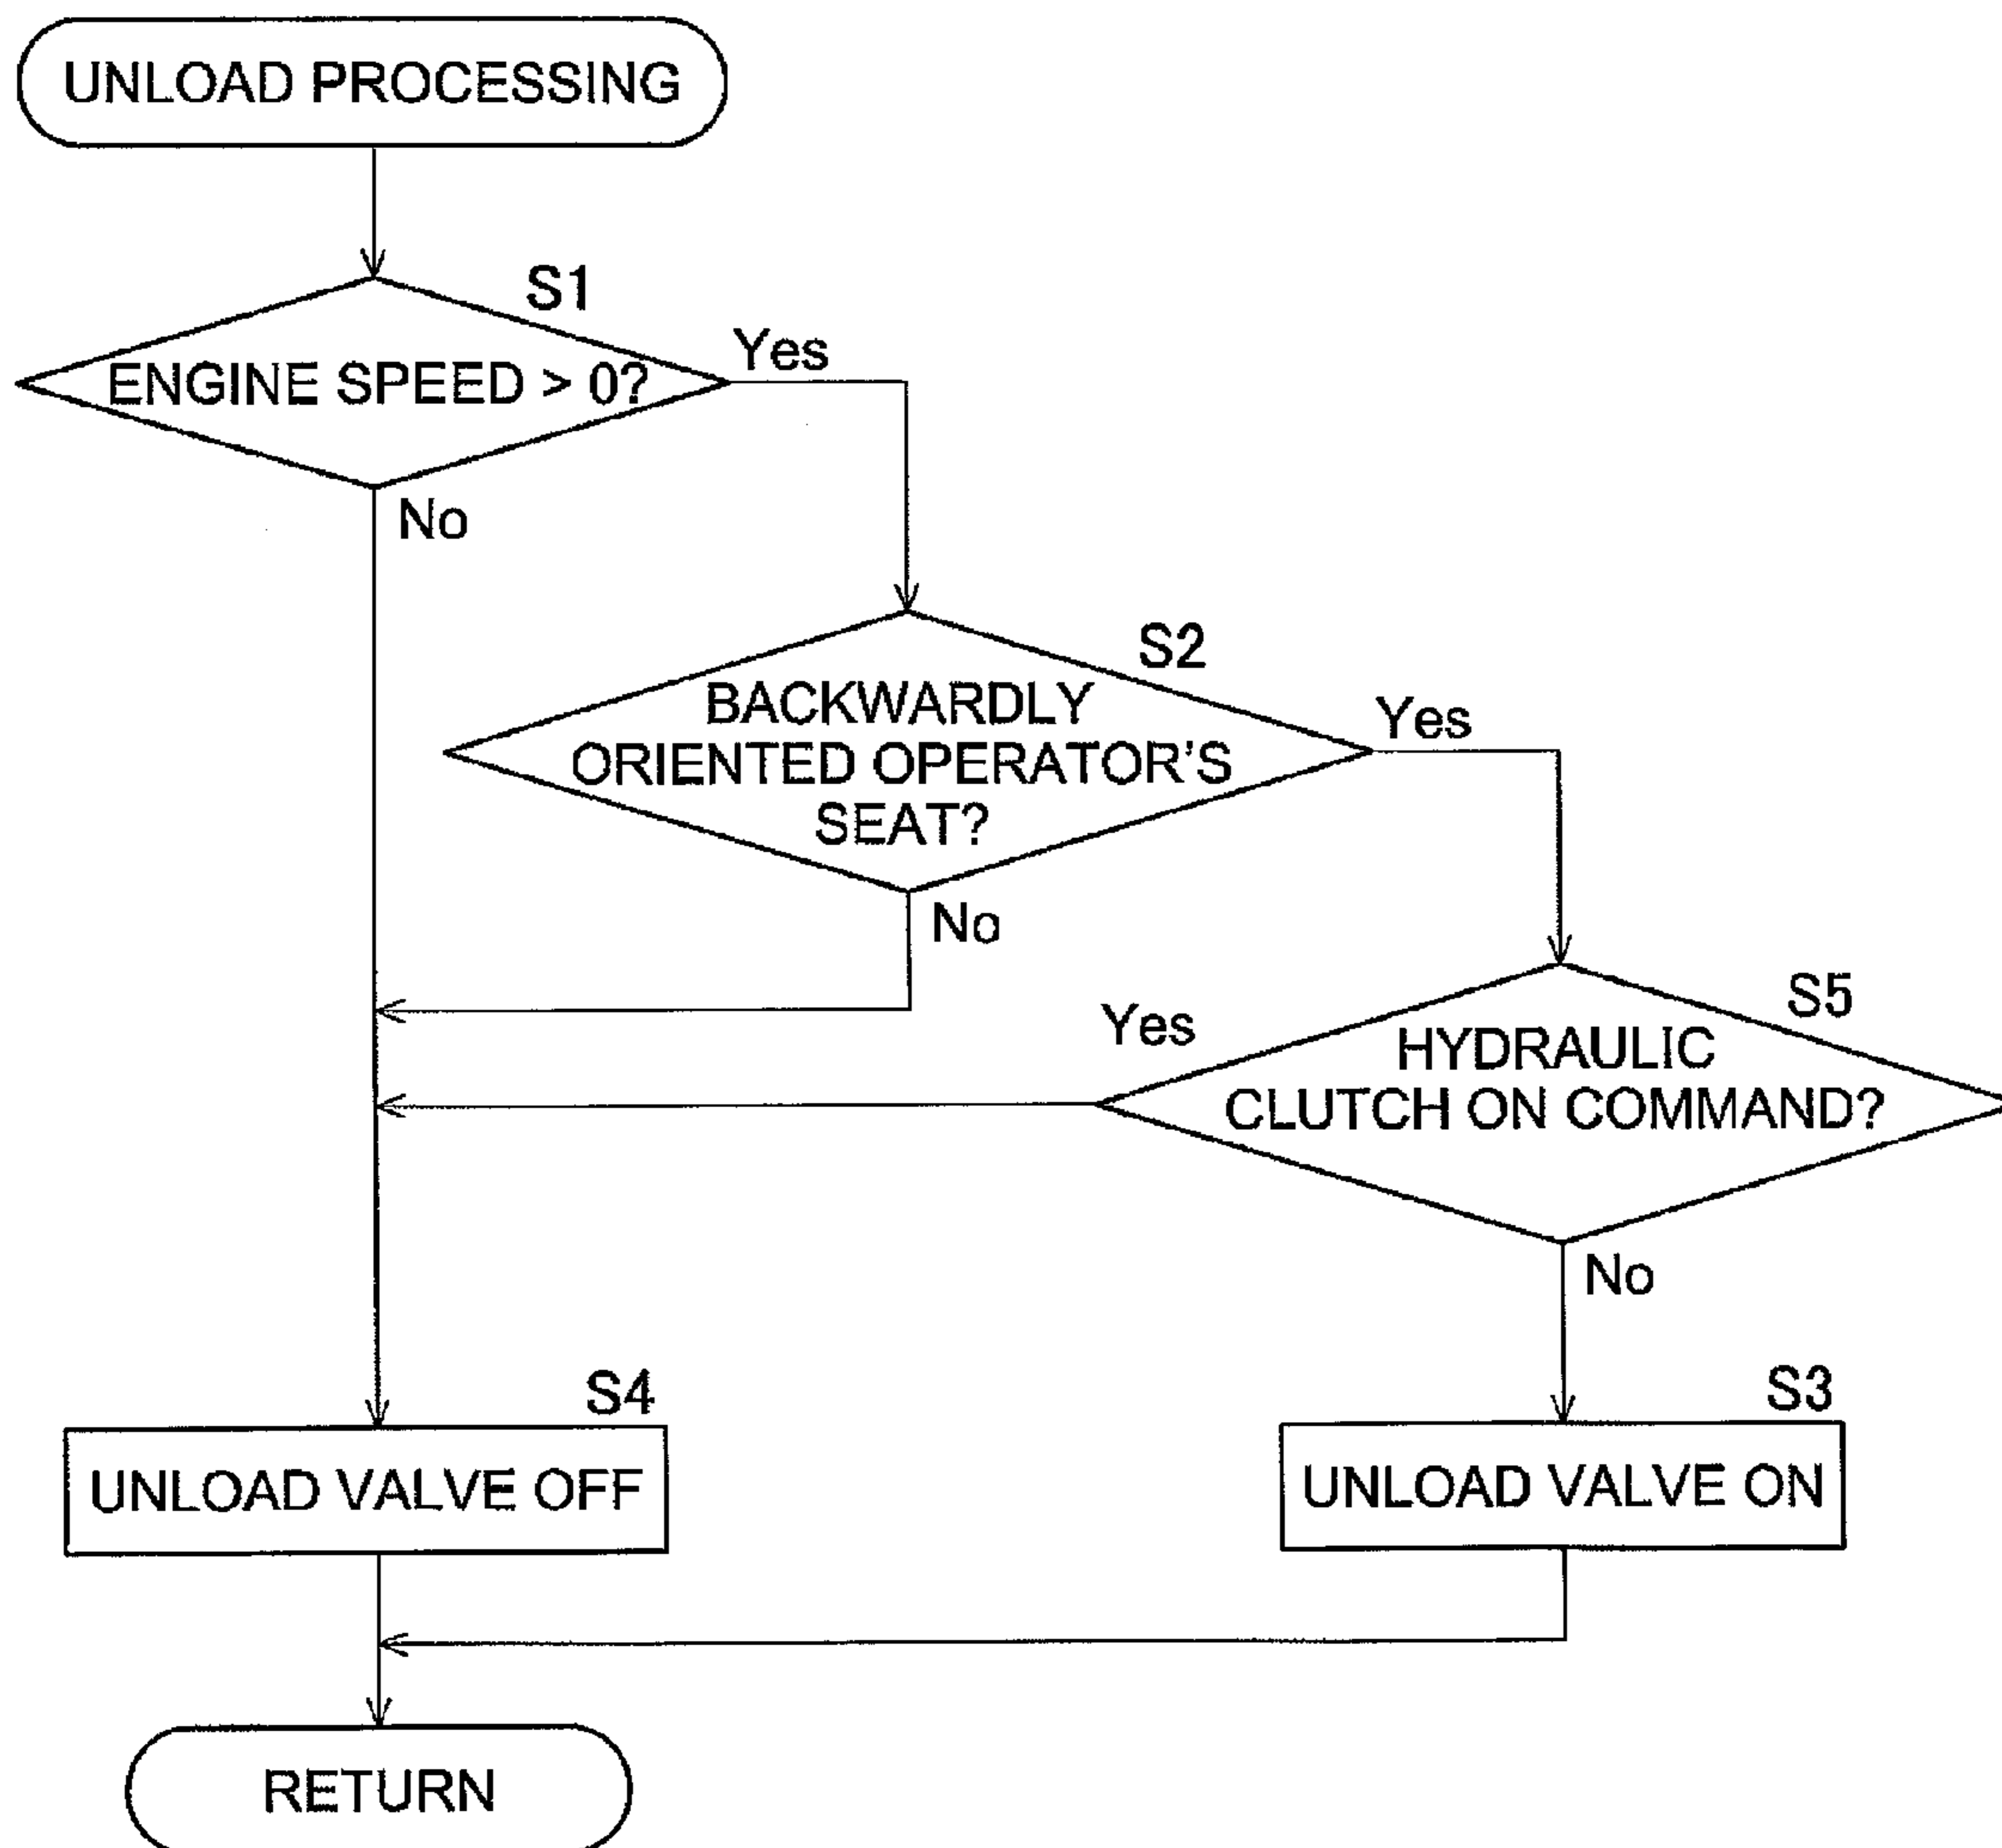 UNLOAD PROCESSING
S1
ENGINE SPEED > 0?
Yes
No
S2
BACKWARDLY
ORIENTED OPERATOR'S
SEAT?
Yes
No
S5
HYDRAULIC
CLUTCH ON COMMAND?
Yes
No
S4
UNLOAD VALVE OFF
S3
UNLOAD VALVE ON
RETURN